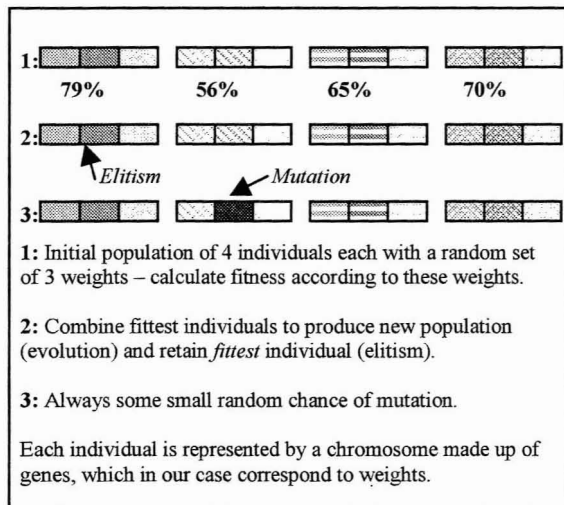 1:
79% 56% 65% 70%
2:
Elitism Mutation
3:
1: Initial population of 4 individuals each with a random set
of 3 weights – calculate fitness according to these weights.
2: Combine fittest individuals to produce new population
(evolution) and retain fittest individual (elitism).
3: Always some small random chance of mutation.
Each individual is represented by a chromosome made up of
genes, which in our case correspond to weights.